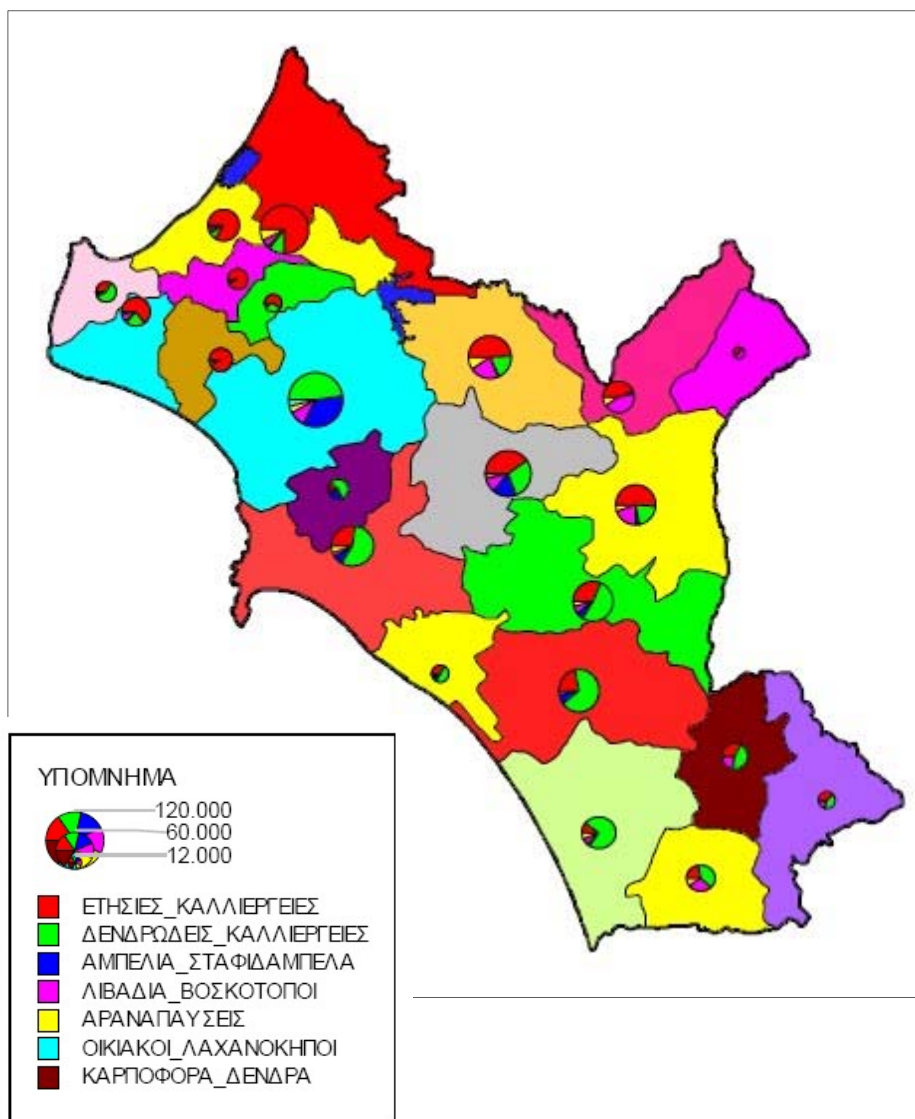 ΥΠΟΜΝΗΜΑ
120.000
60.000
12.000
ΕΤΗΣΙΕΣ_ΚΑΛΛΙΕΡΓΕΙΕΣ
ΔΕΝΔΡΩΔΕΙΣ_ΚΑΛΛΙΕΡΓΕΙΕΣ
ΑΜΠΕΛΙΑ_ΣΤΑΦΙΔΑΜΠΕΛΑ
ΛΙΒΑΔΙΑ_ΒΟΣΚΟΤΟΠΟΙ
ΑΡΑΝΑΠΑΥΣΕΙΣ
ΟΙΚΙΑΚΟΙ_ΛΑΧΑΝΟΚΗΠΟΙ
ΚΑΡΠΟΦΟΡΑ_ΔΕΝΔΡΑ